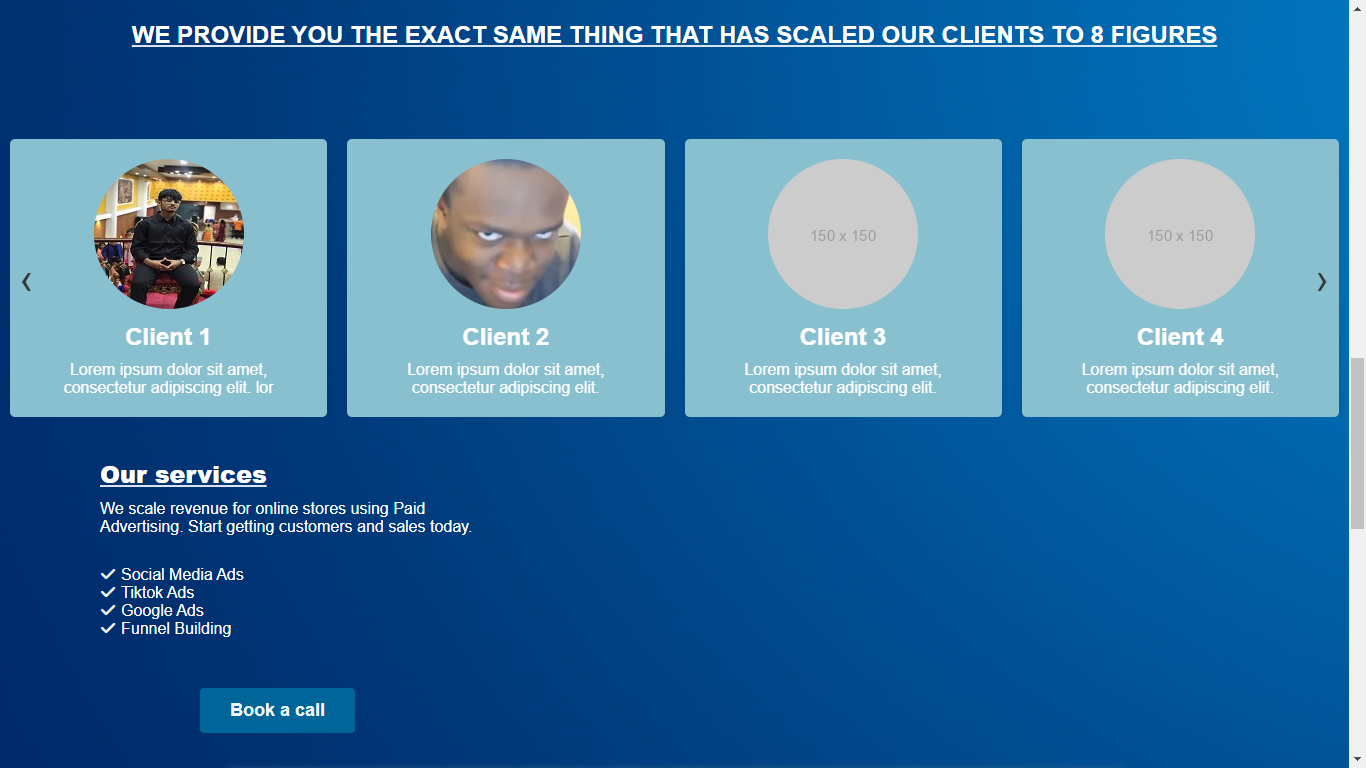 WE PROVIDE YOU THE EXACT SAME THING THAT HAS SCALED OUR CLIENTS TO 8 FIGURES
Client 1
Lorem ipsum dolor sit amet,
consectetur adipiscing elit. lor
Client 2
Lorem ipsum dolor sit amet,
consectetur adipiscing elit.
150 x 150
Client 3
Lorem ipsum dolor sit amet,
consectetur adipiscing elit.
150 x 150
Client 4
Lorem ipsum dolor sit amet,
consectetur adipiscing elit.
Our services
We scale revenue for online stores using Paid
Advertising. Start getting customers and sales today.
Social Media Ads
Tiktok Ads
Google Ads
Funnel Building
Book a call